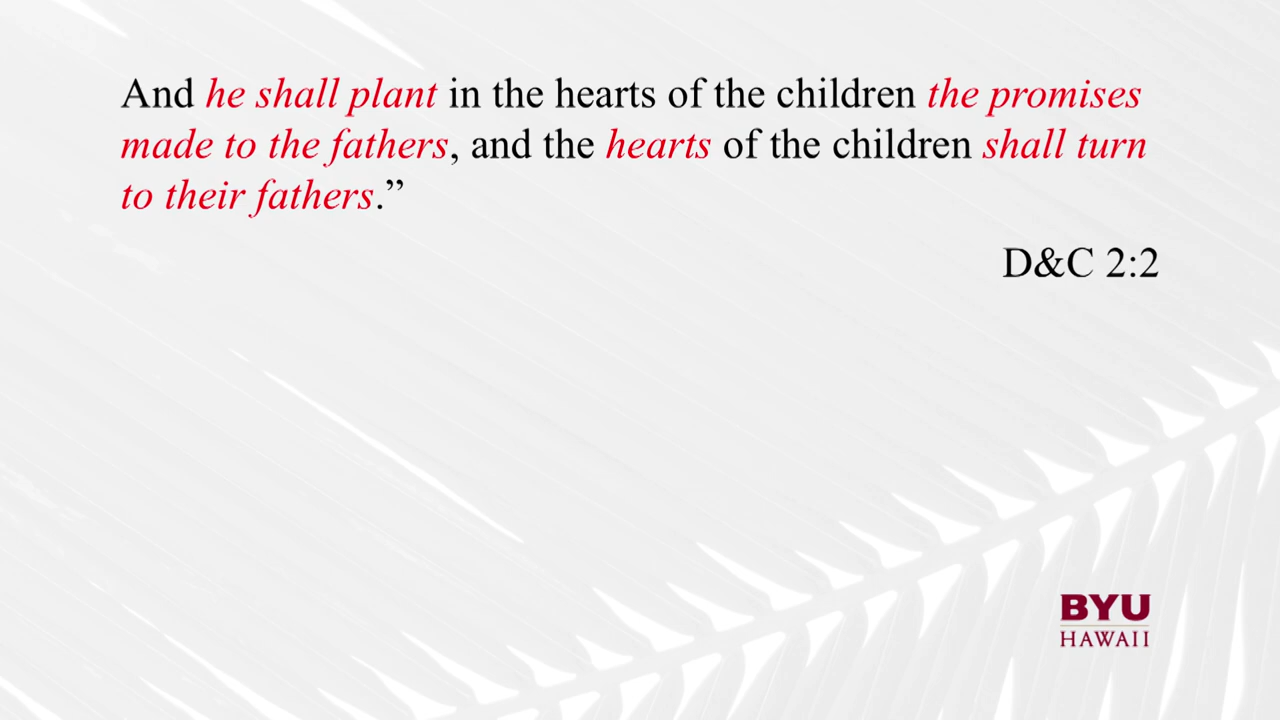 And he shall plant in the hearts of the children the promises
made to the fathers, and the hearts of the children shall turn
to their fathers.”
D&C 2:2
BYU
HAWAII